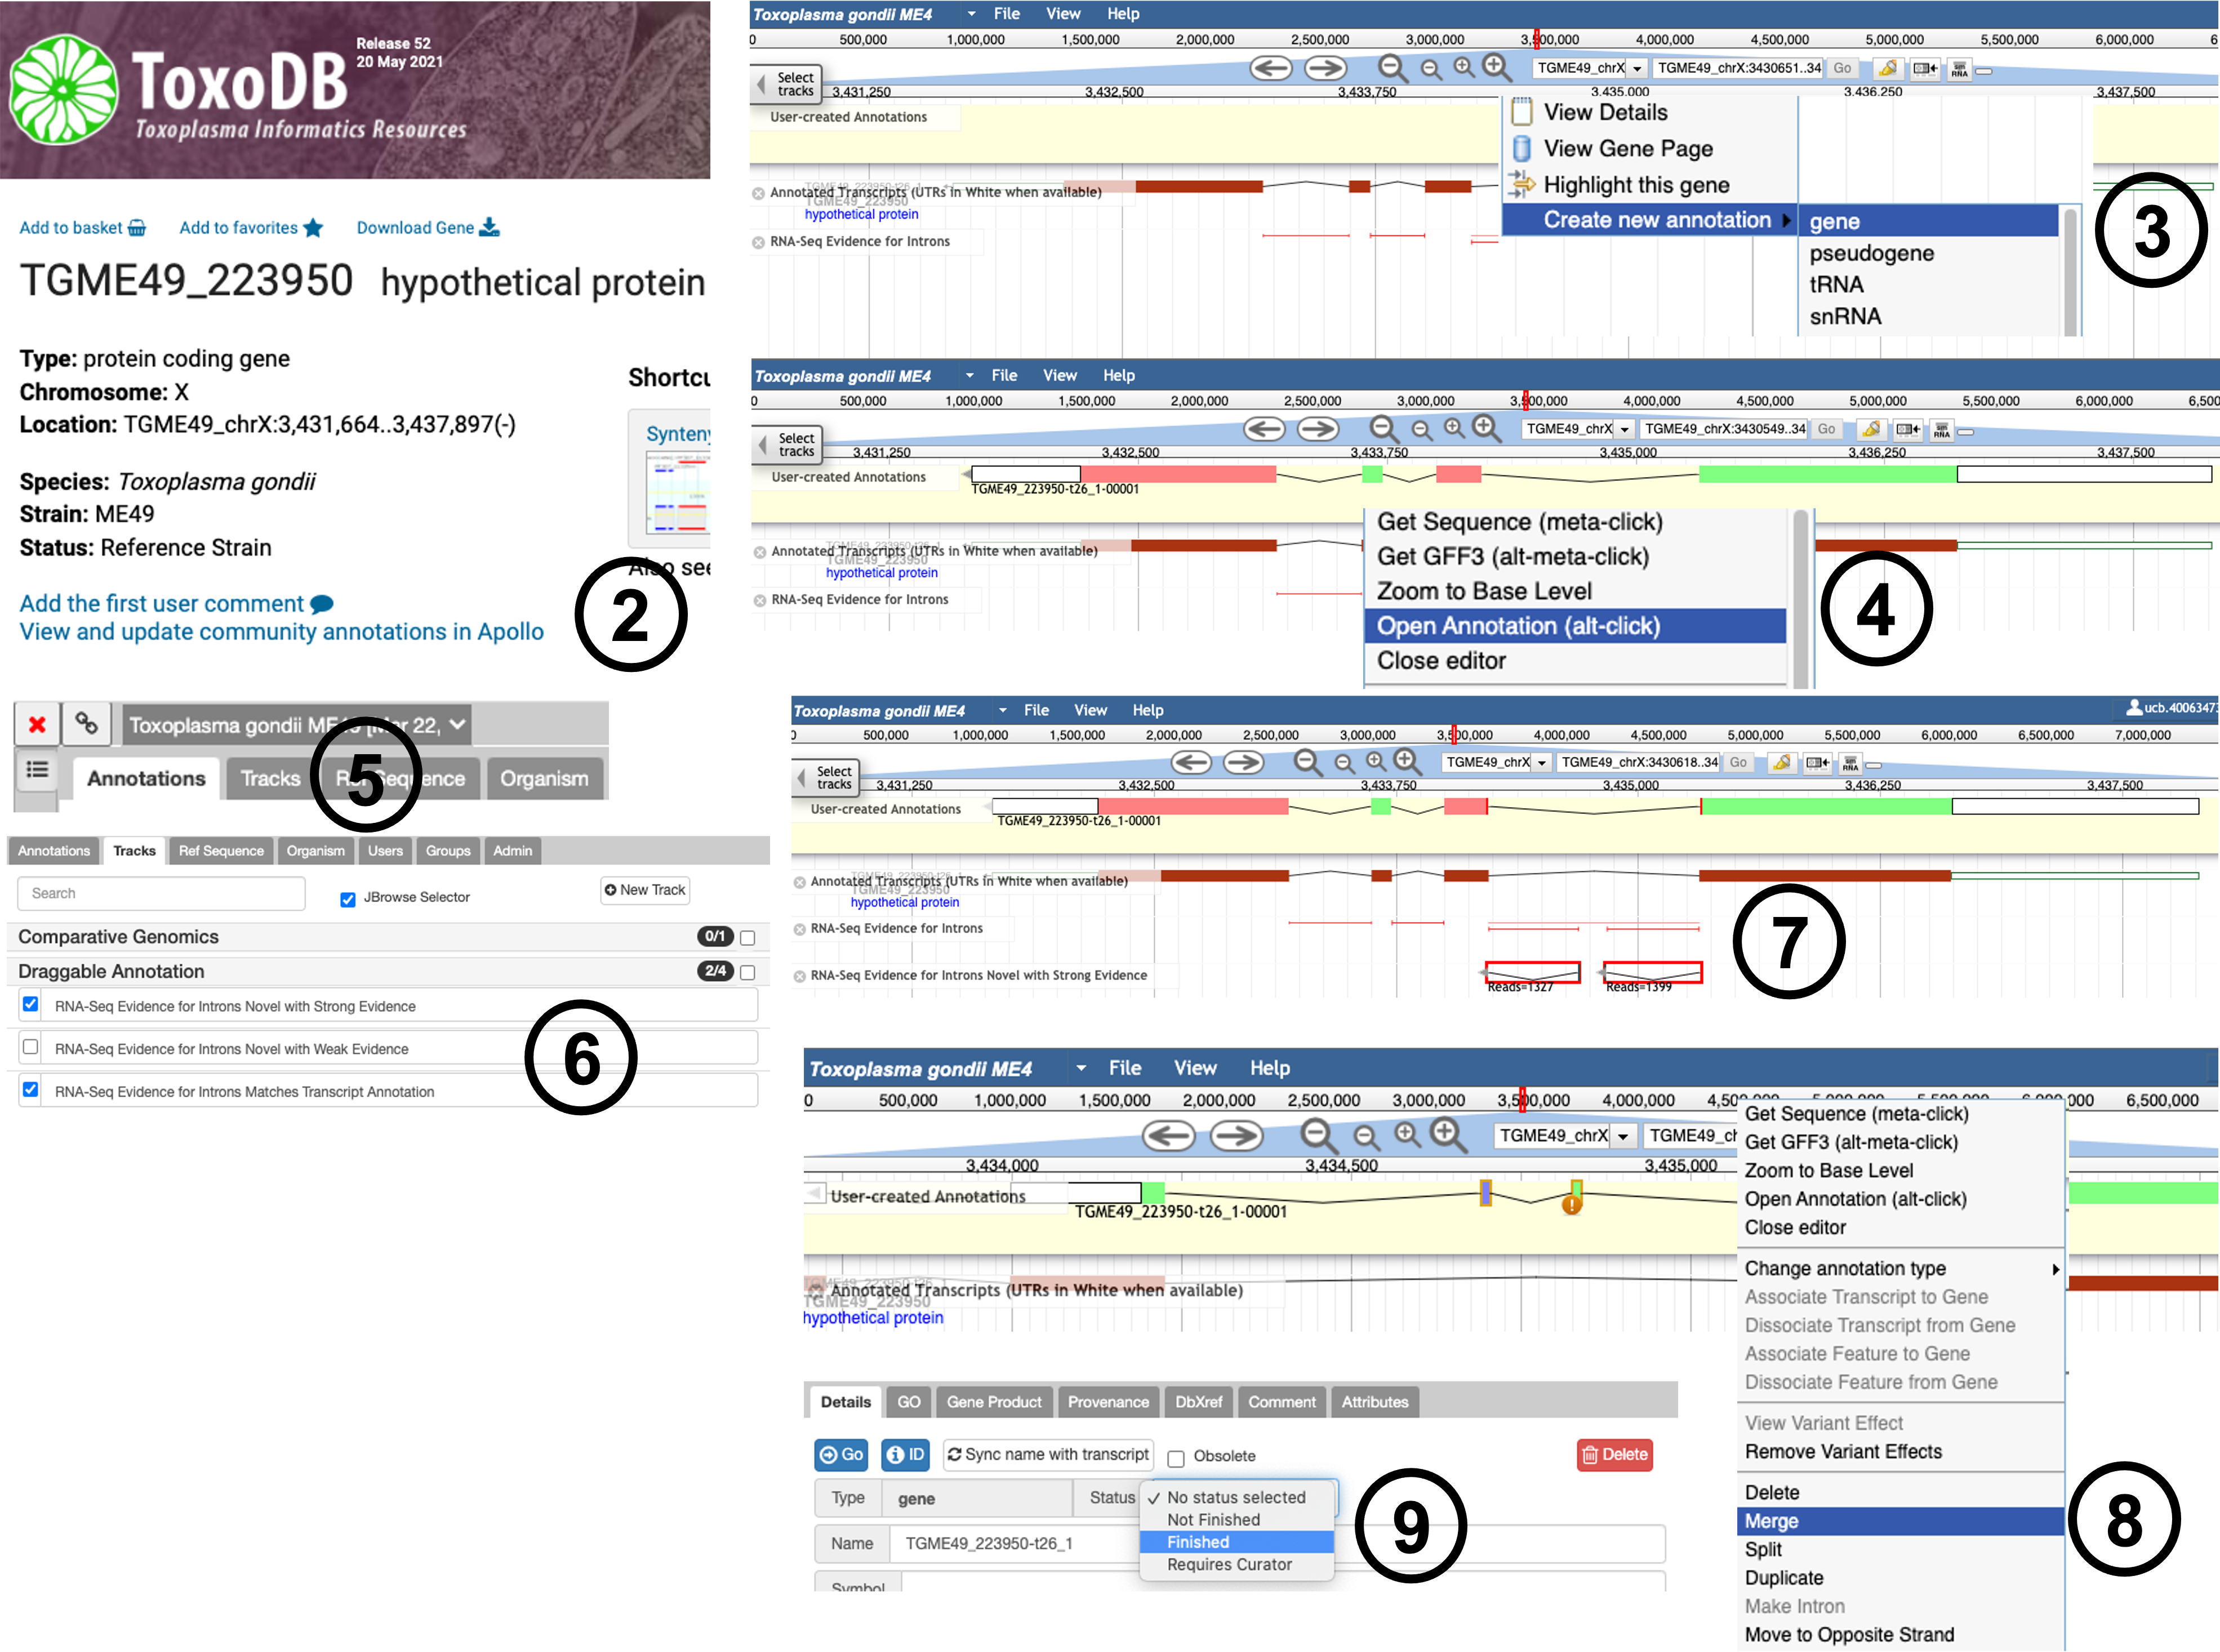 ToxoDB
Release 52
20 May 2021
Toxoplasma Informatics Resources
Add to basket
Add to favorites
Download Gene
TGME49_223950 hypothetical protein
Type: protein coding gene
Chromosome: X
Location: TGME49_chrX:3,431,664..3,437,897(-)
Species: Toxoplasma gondii
Strain: ME49
Status: Reference Strain
Shortcu
Synteny
Also see
Add the first user comment
View and update community annotations in Apollo
2
Toxoplasma gondii ME4 File View Help
0 500,000 1,000,000 1,500,000 2,000,000 2,500,000 3,000,000 3,500,000 4,000,000 4,500,000 5,000,000 5,500,000 6,000,000 6
Select tracks
TGME49_chrX TGME49_chrX:3430651..34 Go
3,431,250 3,432,500 3,433,750 3,435,000 3,436,250 3,437,500
User-created Annotations
Annotated Transcripts (UTRs in White when available)
TGME49_223950-t26_1
TGME49_223950
hypothetical protein
RNA-Seq Evidence for Introns
View Details
View Gene Page
Highlight this gene
Create new annotation
gene
pseudogene
tRNA
snRNA
3
Toxoplasma gondii ME4 File View Help
0 500,000 1,000,000 1,500,000 2,000,000 2,500,000 3,000,000 3,500,000 4,000,000 4,500,000 5,000,000 5,500,000 6,000,000 6,500
Select tracks
TGME49_chrX TGME49_chrX:3430549..34 Go
3,431,250 3,432,500 3,433,750 3,435,000 3,436,250 3,437,500
User-created Annotations
TGME49_223950-t26_1-00001
Annotated Transcripts (UTRs in White when available)
TGME49_223950-t26_1
TGME49_223950
hypothetical protein
RNA-Seq Evidence for Introns
Get Sequence (meta-click)
Get GFF3 (alt-meta-click)
Zoom to Base Level
Open Annotation (alt-click)
Close editor
4
Toxoplasma gondii ME49 [Mar 22,
Annotations Tracks Ref Sequence Organism
5
Annotations Tracks Ref Sequence Organism Users Groups Admin
Search
JBrowse Selector
New Track
Comparative Genomics 0/1
Draggable Annotation 2/4
RNA-Seq Evidence for Introns Novel with Strong Evidence
RNA-Seq Evidence for Introns Novel with Weak Evidence
RNA-Seq Evidence for Introns Matches Transcript Annotation
6
Toxoplasma gondii ME4 File View Help ucb.4006347
0 500,000 1,000,000 1,500,000 2,000,000 2,500,000 3,000,000 3,500,000 4,000,000 4,500,000 5,000,000 5,500,000 6,000,000 6,500,000 7,000,000
Select tracks
TGME49_chrX TGME49_chrX:3430618..34 Go
3,431,250 3,432,500 3,433,750 3,435,000 3,436,250 3,437,500
User-created Annotations
TGME49_223950-t26_1-00001
Annotated Transcripts (UTRs in White when available)
TGME49_223950-t26_1
TGME49_223950
hypothetical protein
RNA-Seq Evidence for Introns
RNA-Seq Evidence for Introns Novel with Strong Evidence
Reads=1327 Reads=1399
7
Toxoplasma gondii ME4 File View Help
0 500,000 1,000,000 1,500,000 2,000,000 2,500,000 3,000,000 3,500,000 4,000,000 6,500,000
TGME49_chrX
3,434,000 3,434,500 3,435,000
User-created Annotations
TGME49_223950-t26_1-00001
Annotated Transcripts (UTRs in White when available)
TGME49_223950-t26_1
TGME49_223950
hypothetical protein
Get Sequence (meta-click)
Get GFF3 (alt-meta-click)
Zoom to Base Level
Open Annotation (alt-click)
Close editor
Change annotation type
Associate Transcript to Gene
Dissociate Transcript from Gene
Associate Feature to Gene
Dissociate Feature from Gene
View Variant Effect
Remove Variant Effects
Delete
Merge
Split
Duplicate
Make Intron
Move to Opposite Strand
8
Details GO Gene Product Provenance DbXref Comment Attributes
Go ID Sync name with transcript Obsolete Delete
Type gene Status
No status selected
Not Finished
Finished
Requires Curator
Name TGME49_223950-t26_1
Symbol
9